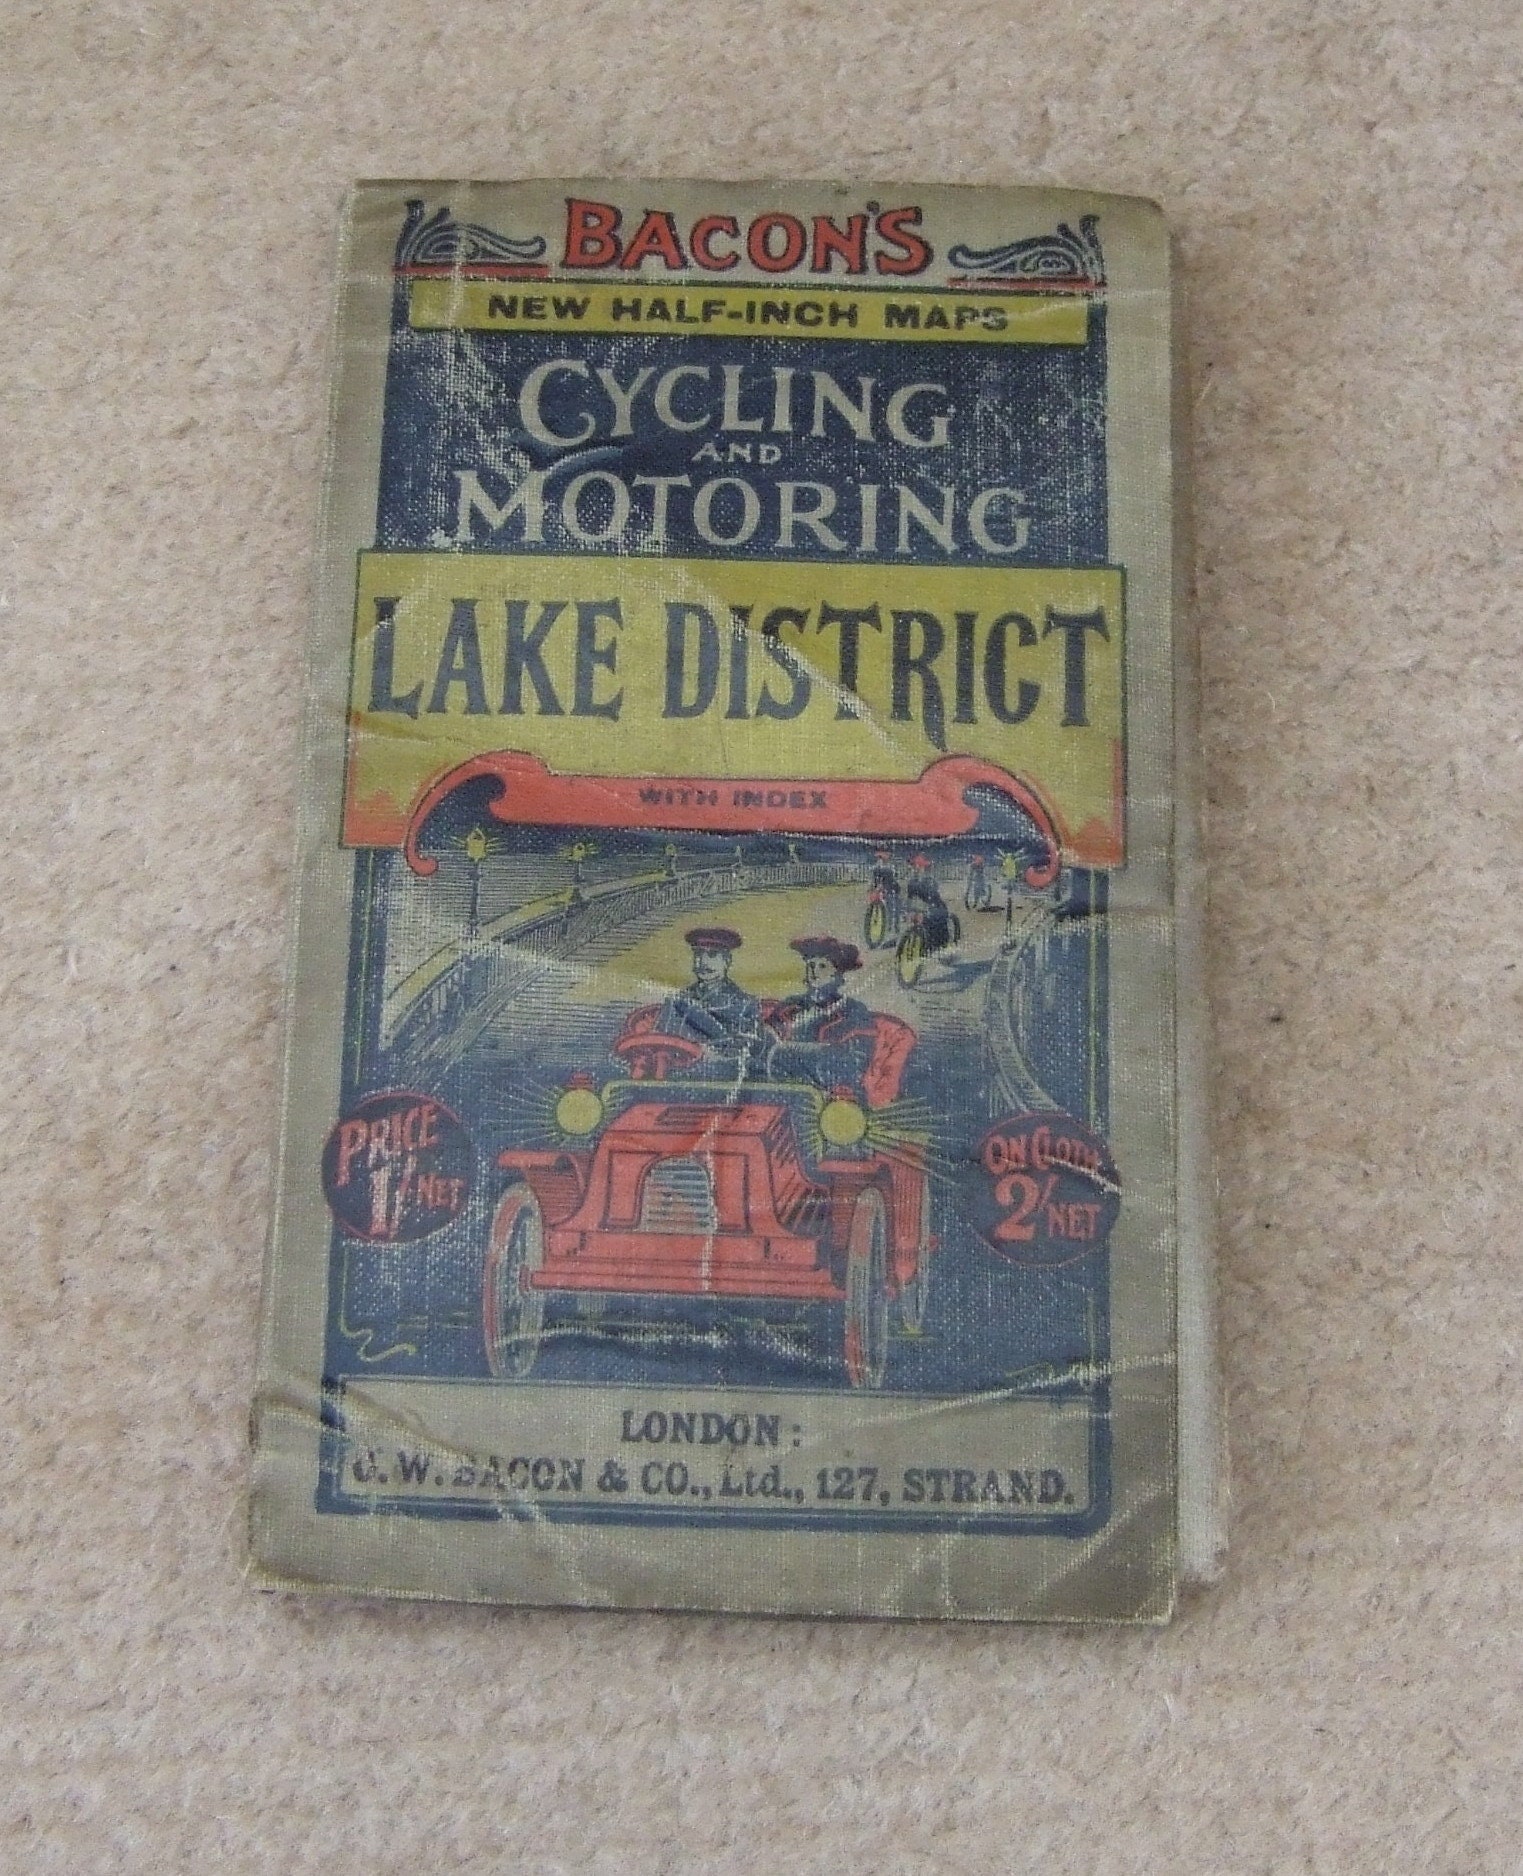 BACON'S
NEW HALF-INCH MAPS
CYCLING
AND
MOTORING
LAKE DISTRICT
WITH INDEX
PRICE
1/ NET
ON CLOTH
2/ NET
LONDON:
G. W. BACON & CO., Ltd., 127, STRAND.